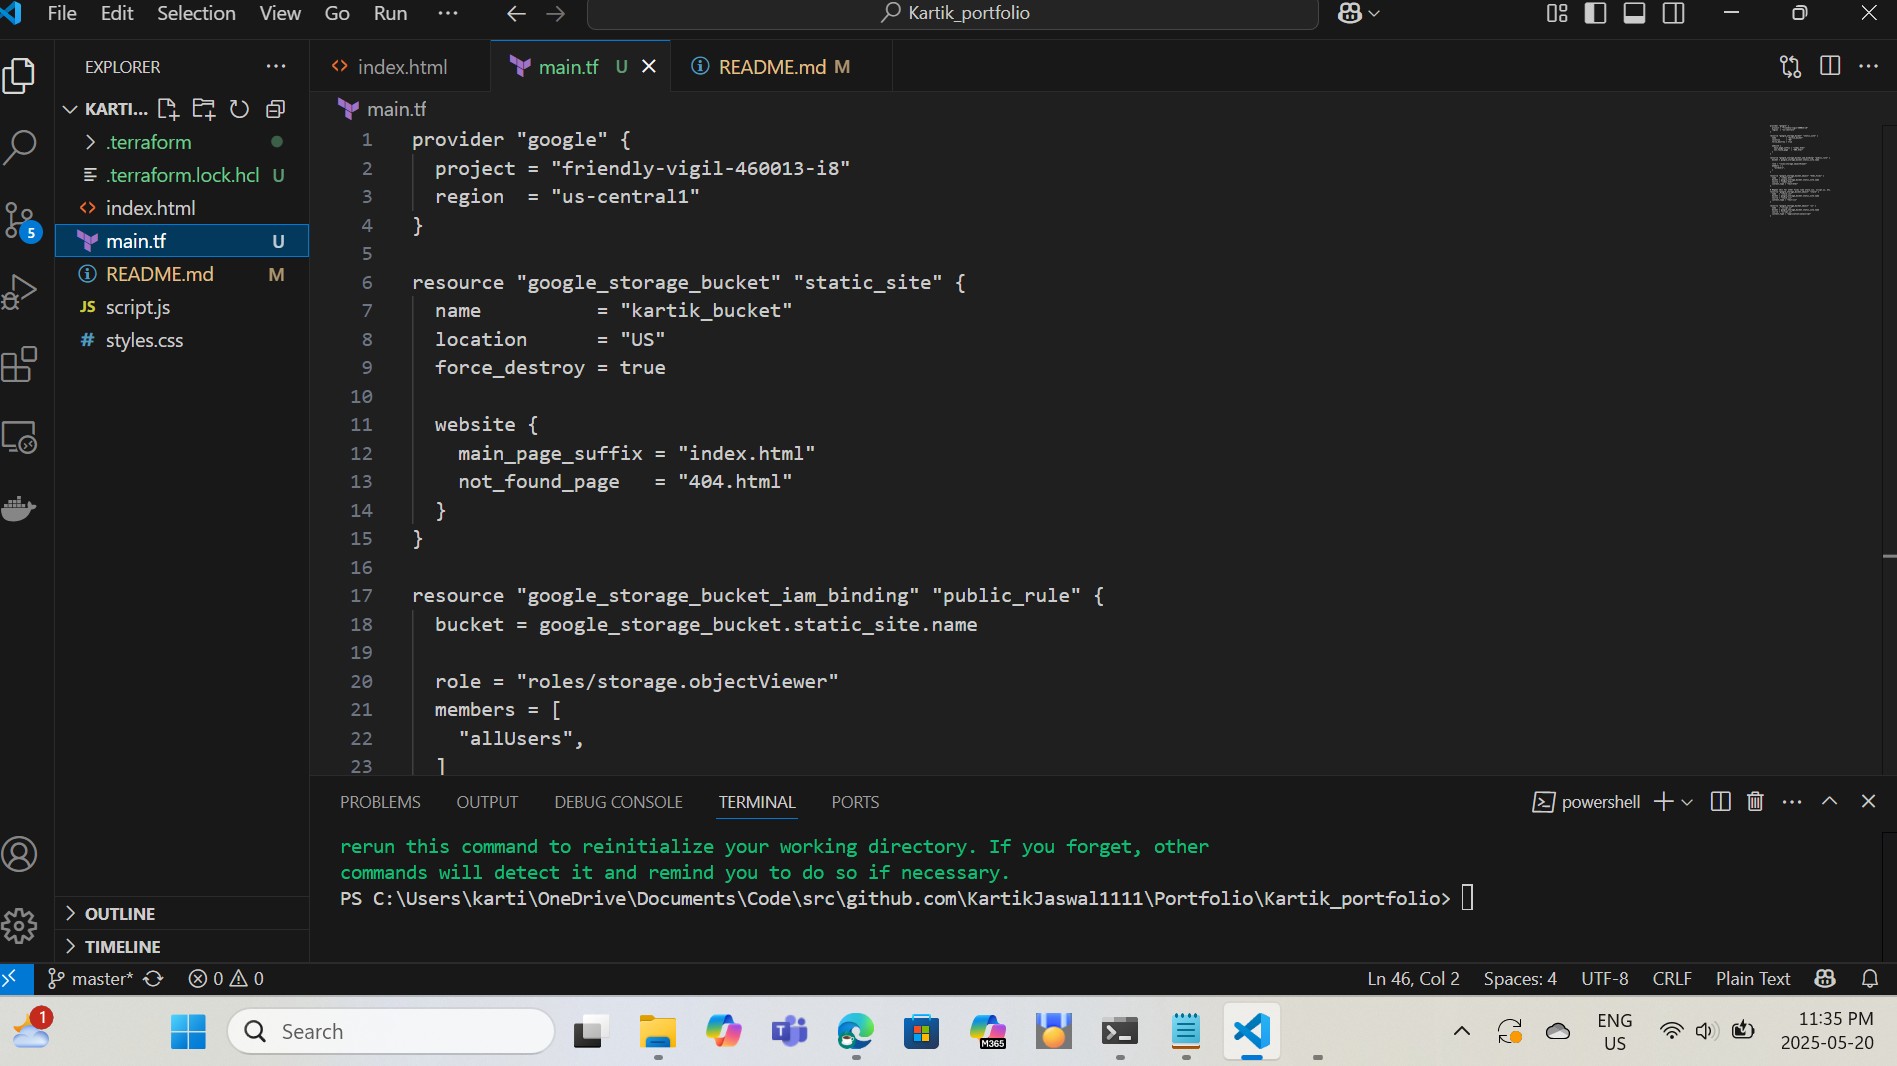 File Edit Selection View Go Run ··· Kartik_portfolio
EXPLORER ···
index.html
main.tf U
README.md M
KARTI...
main.tf
.terraform
.terraform.lock.hcl U
index.html
main.tf U
README.md M
JS script.js
# styles.css
5
OUTLINE
TIMELINE
1 provider "google" {
2 project = "friendly-vigil-460013-i8"
3 region = "us-central1"
4 }
5
6 resource "google_storage_bucket" "static_site" {
7 name = "kartik_bucket"
8 location = "US"
9 force_destroy = true
10
11 website {
12 main_page_suffix = "index.html"
13 not_found_page = "404.html"
14 }
15 }
16
17 resource "google_storage_bucket_iam_binding" "public_rule" {
18 bucket = google_storage_bucket.static_site.name
19
20 role = "roles/storage.objectViewer"
21 members = [
22 "allUsers",
23 ]
PROBLEMS OUTPUT DEBUG CONSOLE TERMINAL PORTS powershell
rerun this command to reinitialize your working directory. If you forget, other
commands will detect it and remind you to do so if necessary.
PS C:\Users\karti\OneDrive\Documents\Code\src\github.com\KartikJaswal1111\Portfolio\Kartik_portfolio>
master* 0 0 Ln 46, Col 2 Spaces: 4 UTF-8 CRLF Plain Text
1
Search
M365
ENG
US
11:35 PM
2025-05-20